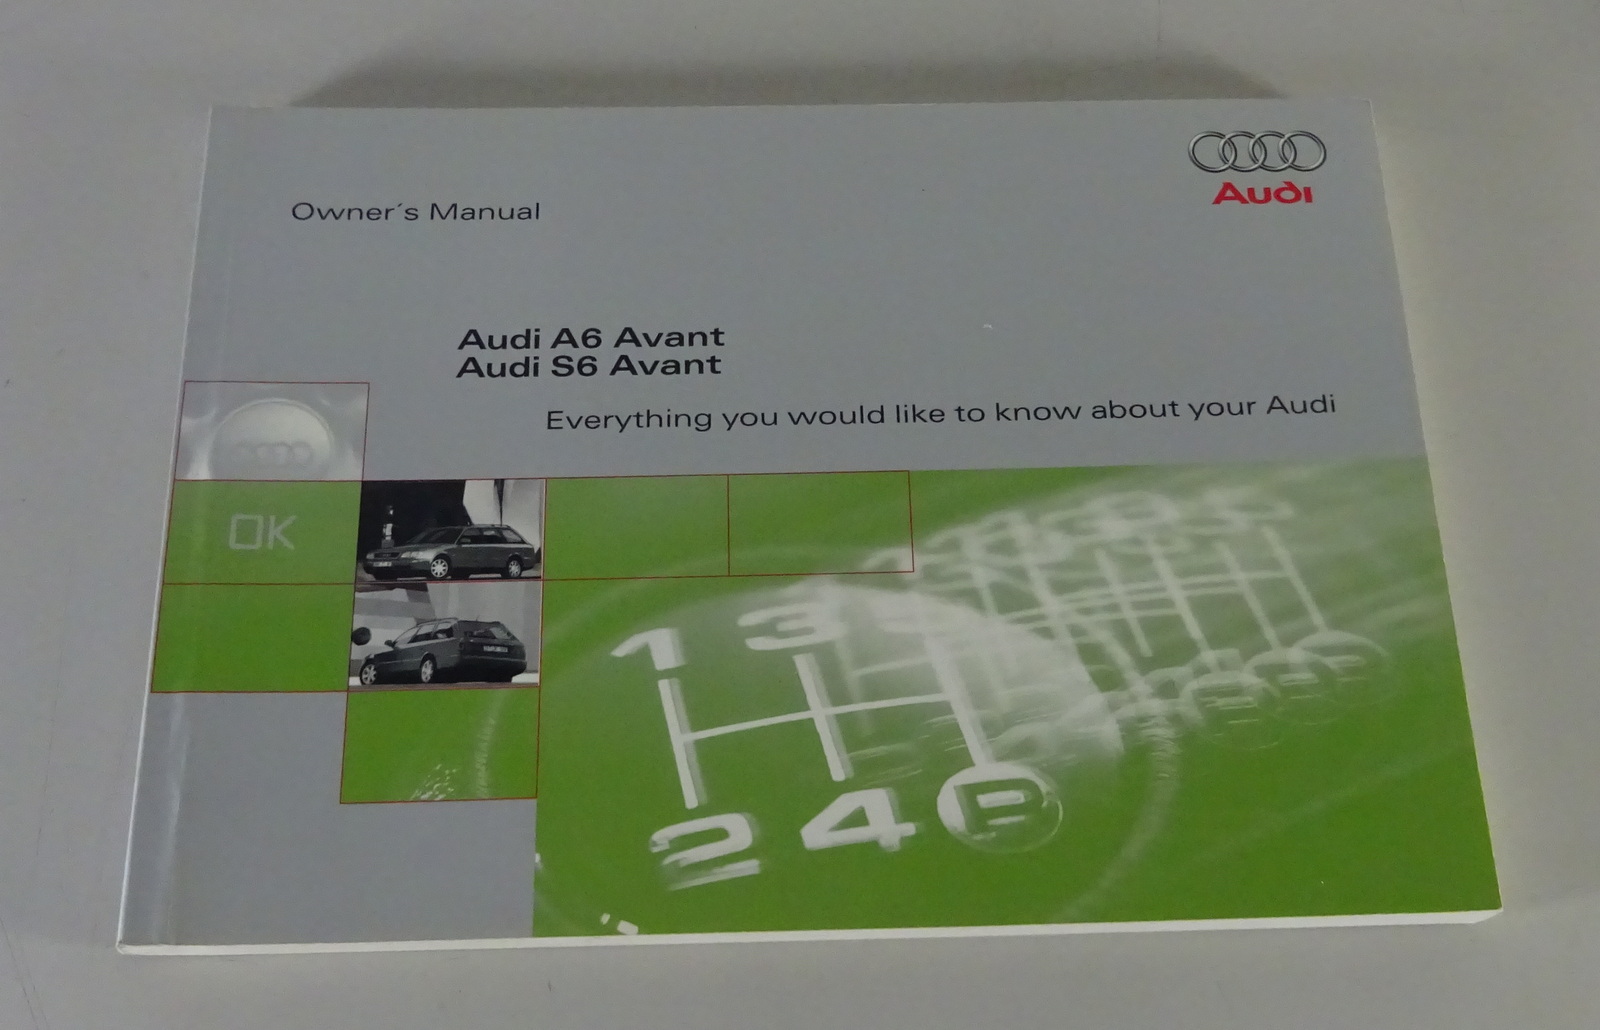 Audi
Owner´s Manual
Audi A6 Avant
Audi S6 Avant
Everything you would like to know about your Audi
OK
1 3 5
2 4 R